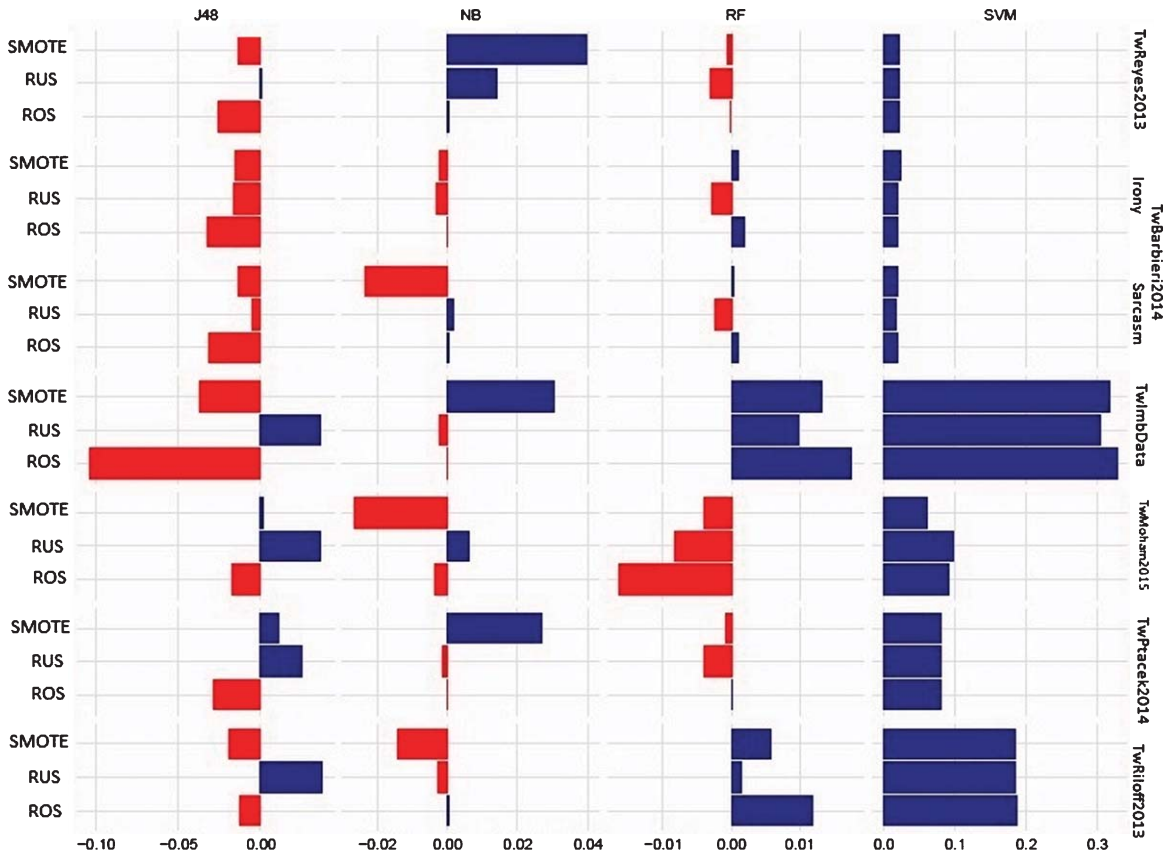 J48 NB RF SVM
SMOTE
RUS
ROS
TwReyes2013
SMOTE
RUS
ROS
Irony
SMOTE
RUS
ROS
Sarcasm
TwBarbieri2014
SMOTE
RUS
ROS
TwImbData
SMOTE
RUS
ROS
TwMoham2015
SMOTE
RUS
ROS
TwPtacek2014
SMOTE
RUS
ROS
TwRiloff2013
-0.10 -0.05 0.00 -0.02 0.00 0.02 0.04 -0.01 0.00 0.01 0.0 0.1 0.2 0.3